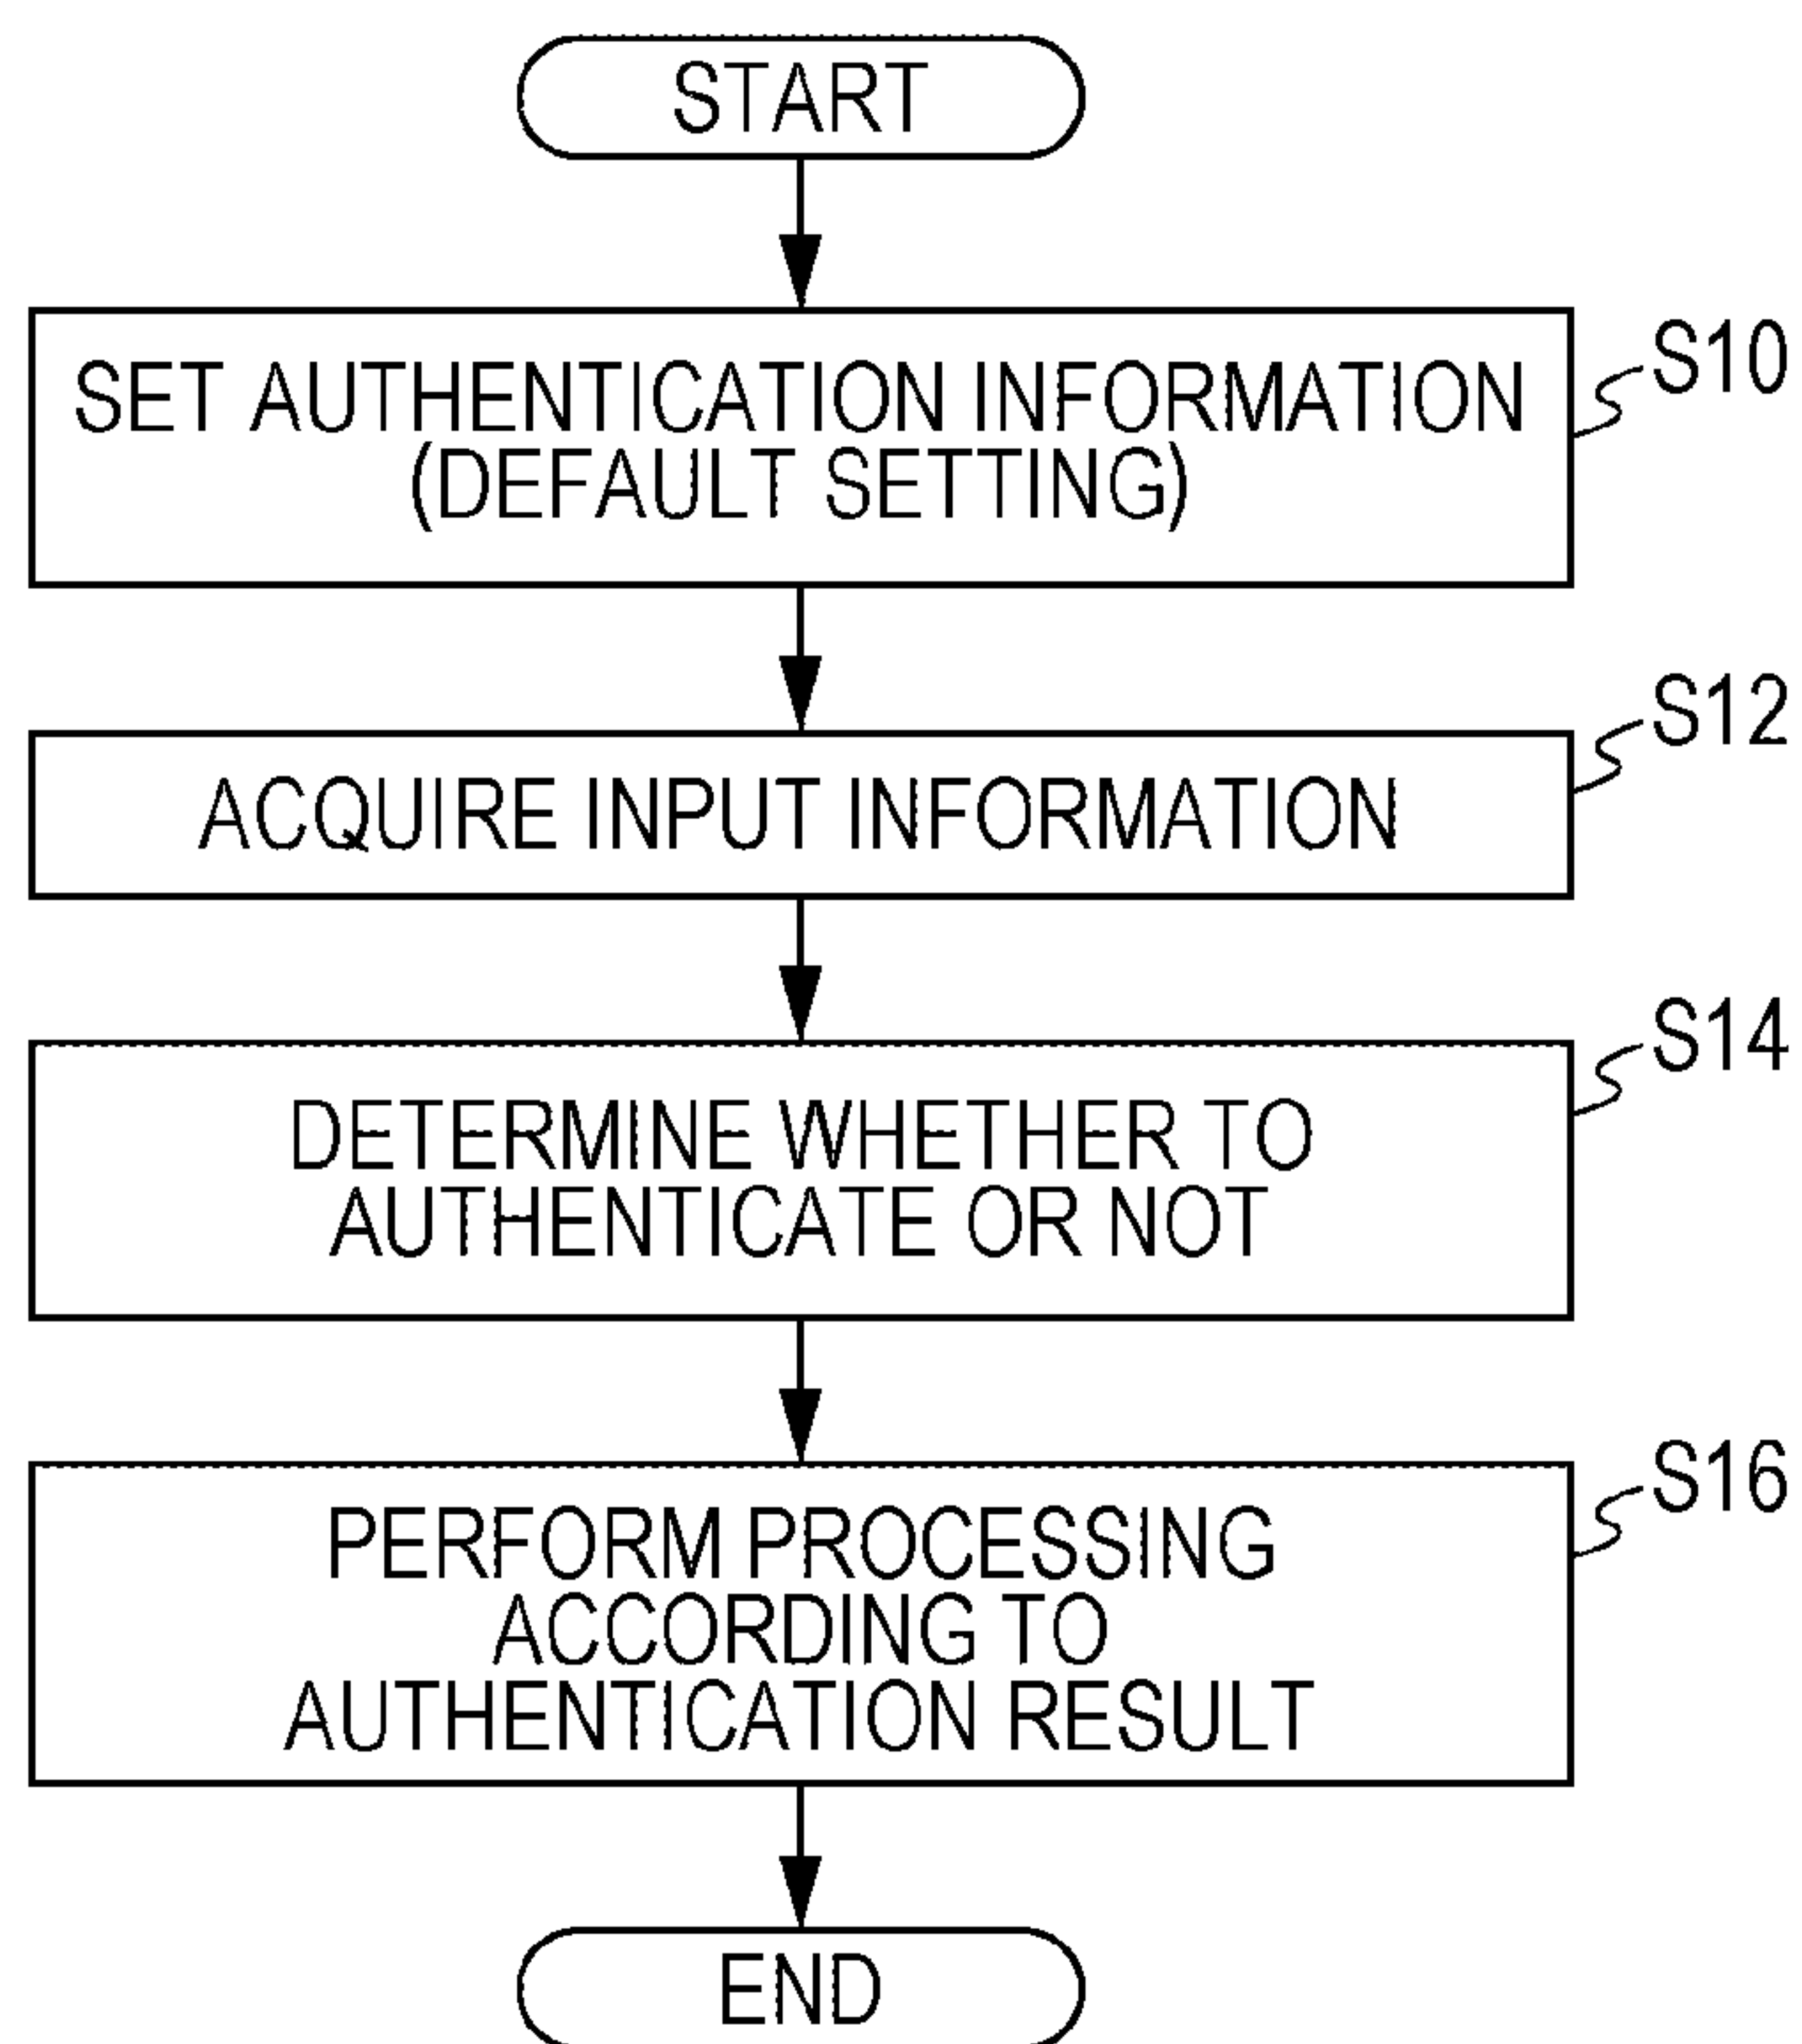 START
S10
SET AUTHENTICATION INFORMATION
(DEFAULT SETTING)
S12
ACQUIRE INPUT INFORMATION
S14
DETERMINE WHETHER TO
AUTHENTICATE OR NOT
S16
PERFORM PROCESSING
ACCORDING TO
AUTHENTICATION RESULT
END